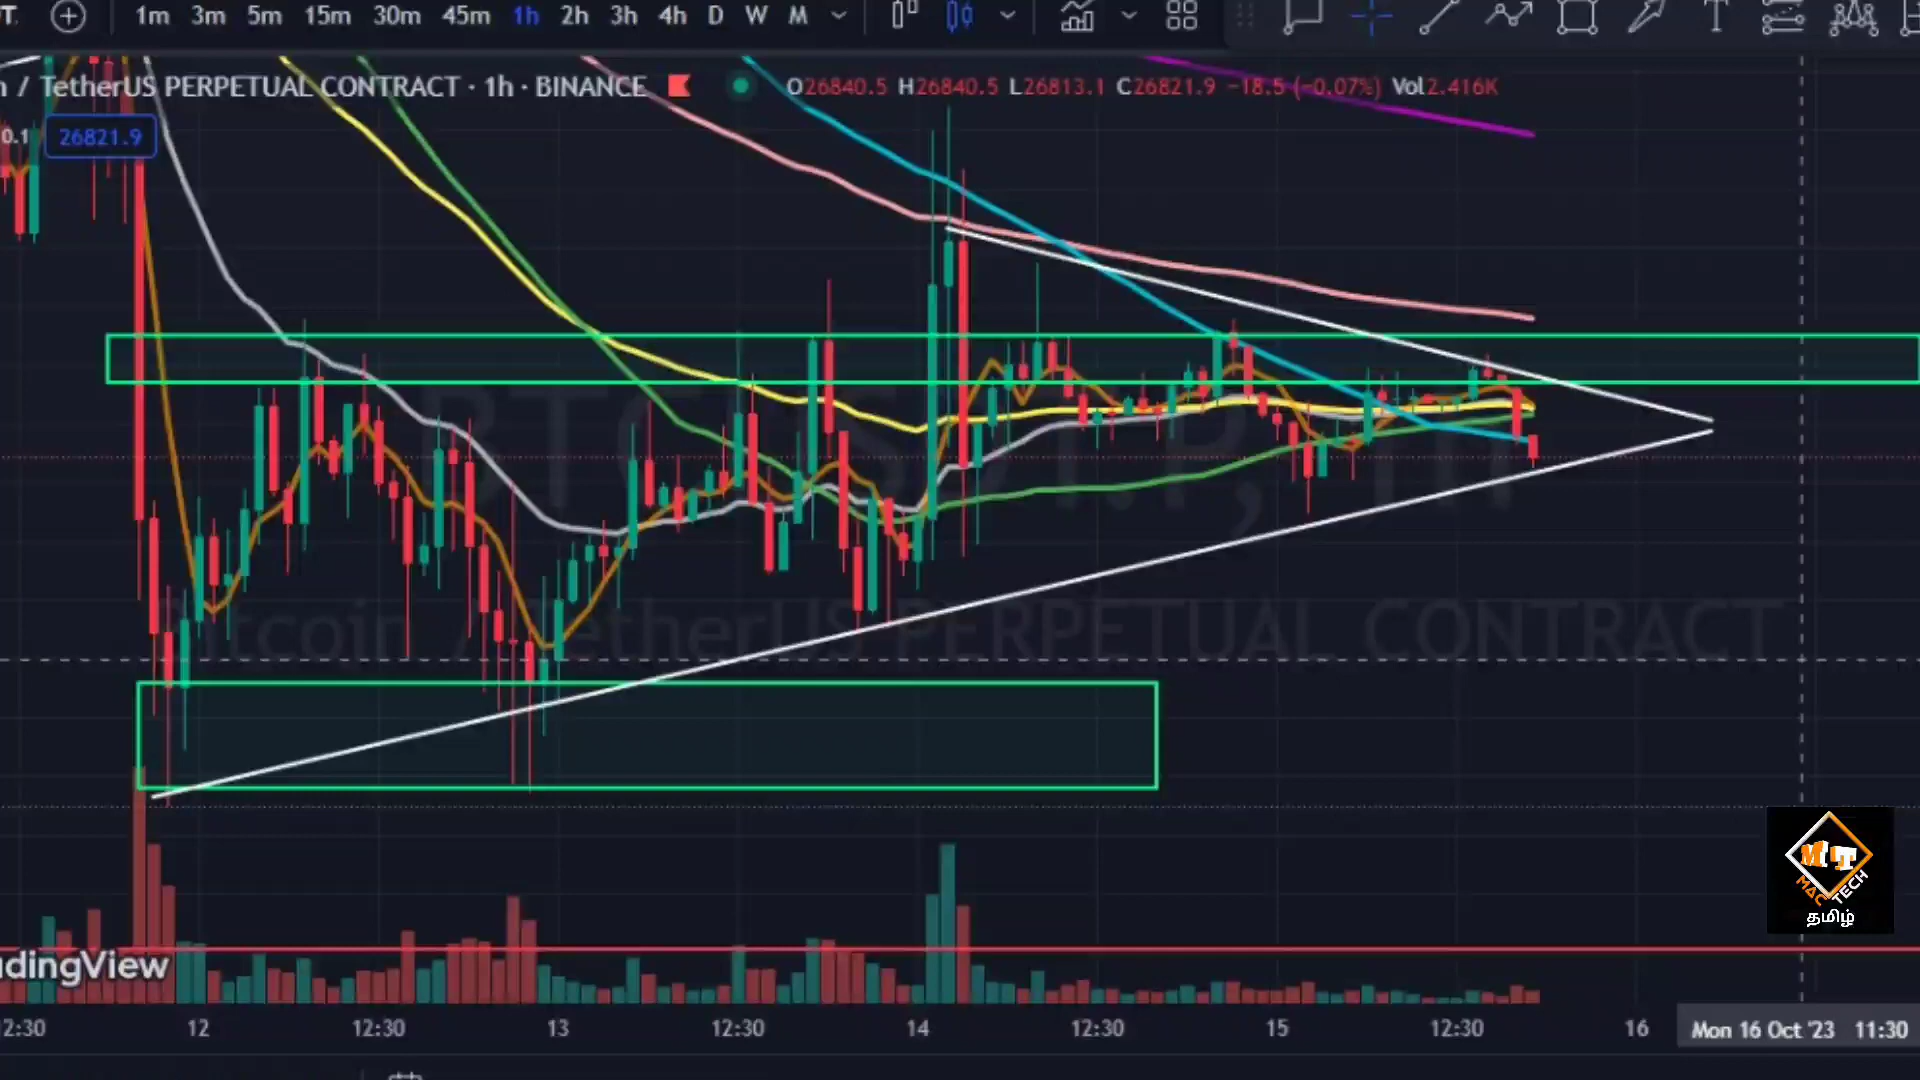 1m 3m 5m 15m 30m 45m 1h 2h 3h 4h D W M
/ TetherUS PERPETUAL CONTRACT · 1h · BINANCE O26840.5 H26840.5 L26813.1 C26821.9 −18.5 (−0.07%) Vol2.416K
26821.9
BTCUSDT.P, 1h
Bitcoin / TetherUS PERPETUAL CONTRACT
MT
MAC TECH
தமிழ்
dingView
2:30 12 12:30 13 12:30 14 12:30 15 12:30 16 Mon 16 Oct '23 11:30